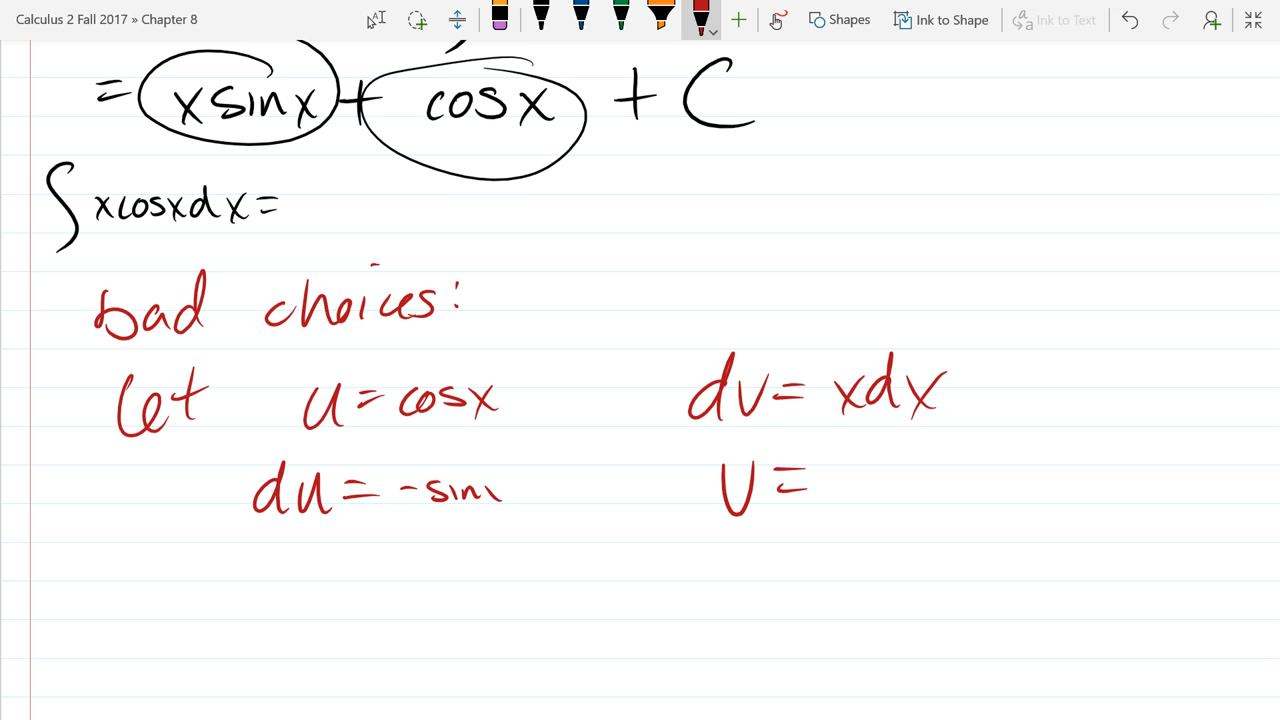 Calculus 2 Fall 2017 » Chapter 8
Shapes Ink to Shape Ink to Text
= x sin x + cos x + C
∫ x cos x dx =
bad choices:
let u = cos x dv = x dx
du = - sin v =